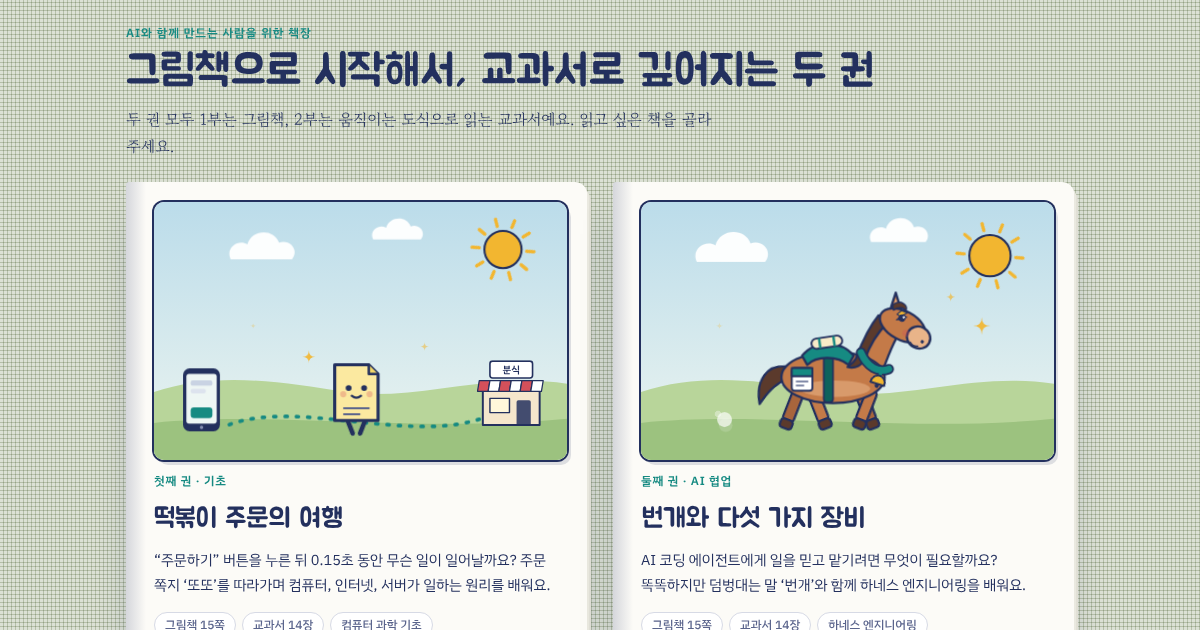 AI와 함께 만드는 사람을 위한 책장
그림책으로 시작해서, 교과서로 깊어지는 두 권
두 권 모두 1부는 그림책, 2부는 움직이는 도식으로 읽는 교과서예요. 읽고 싶은 책을 골라
주세요.
분식
첫째 권 · 기초
떡볶이 주문의 여행
“주문하기” 버튼을 누른 뒤 0.15초 동안 무슨 일이 일어날까요? 주문
쪽지 ‘또또’를 따라가며 컴퓨터, 인터넷, 서버가 일하는 원리를 배워요.
그림책 15쪽
교과서 14장
컴퓨터 과학 기초
둘째 권 · AI 협업
번개와 다섯 가지 장비
AI 코딩 에이전트에게 일을 믿고 맡기려면 무엇이 필요할까요?
똑똑하지만 덤벙대는 말 ‘번개’와 함께 하네스 엔지니어링을 배워요.
그림책 15쪽
교과서 14장
하네스 엔지니어링